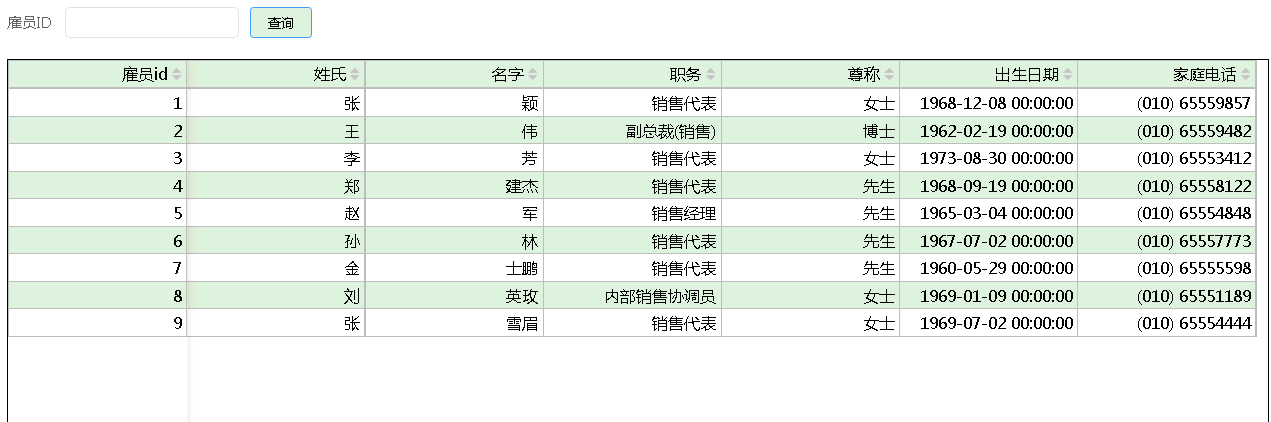 雇员ID 查询
雇员id 姓氏 名字 职务 尊称 出生日期 家庭电话
1 张 颖 销售代表 女士 1968-12-08 00:00:00 (010) 65559857
2 王 伟 副总裁(销售) 博士 1962-02-19 00:00:00 (010) 65559482
3 李 芳 销售代表 女士 1973-08-30 00:00:00 (010) 65553412
4 郑 建杰 销售代表 先生 1968-09-19 00:00:00 (010) 65558122
5 赵 军 销售经理 先生 1965-03-04 00:00:00 (010) 65554848
6 孙 林 销售代表 先生 1967-07-02 00:00:00 (010) 65557773
7 金 士鹏 销售代表 先生 1960-05-29 00:00:00 (010) 65555598
8 刘 英玫 内部销售协调员 女士 1969-01-09 00:00:00 (010) 65551189
9 张 雪眉 销售代表 女士 1969-07-02 00:00:00 (010) 65554444